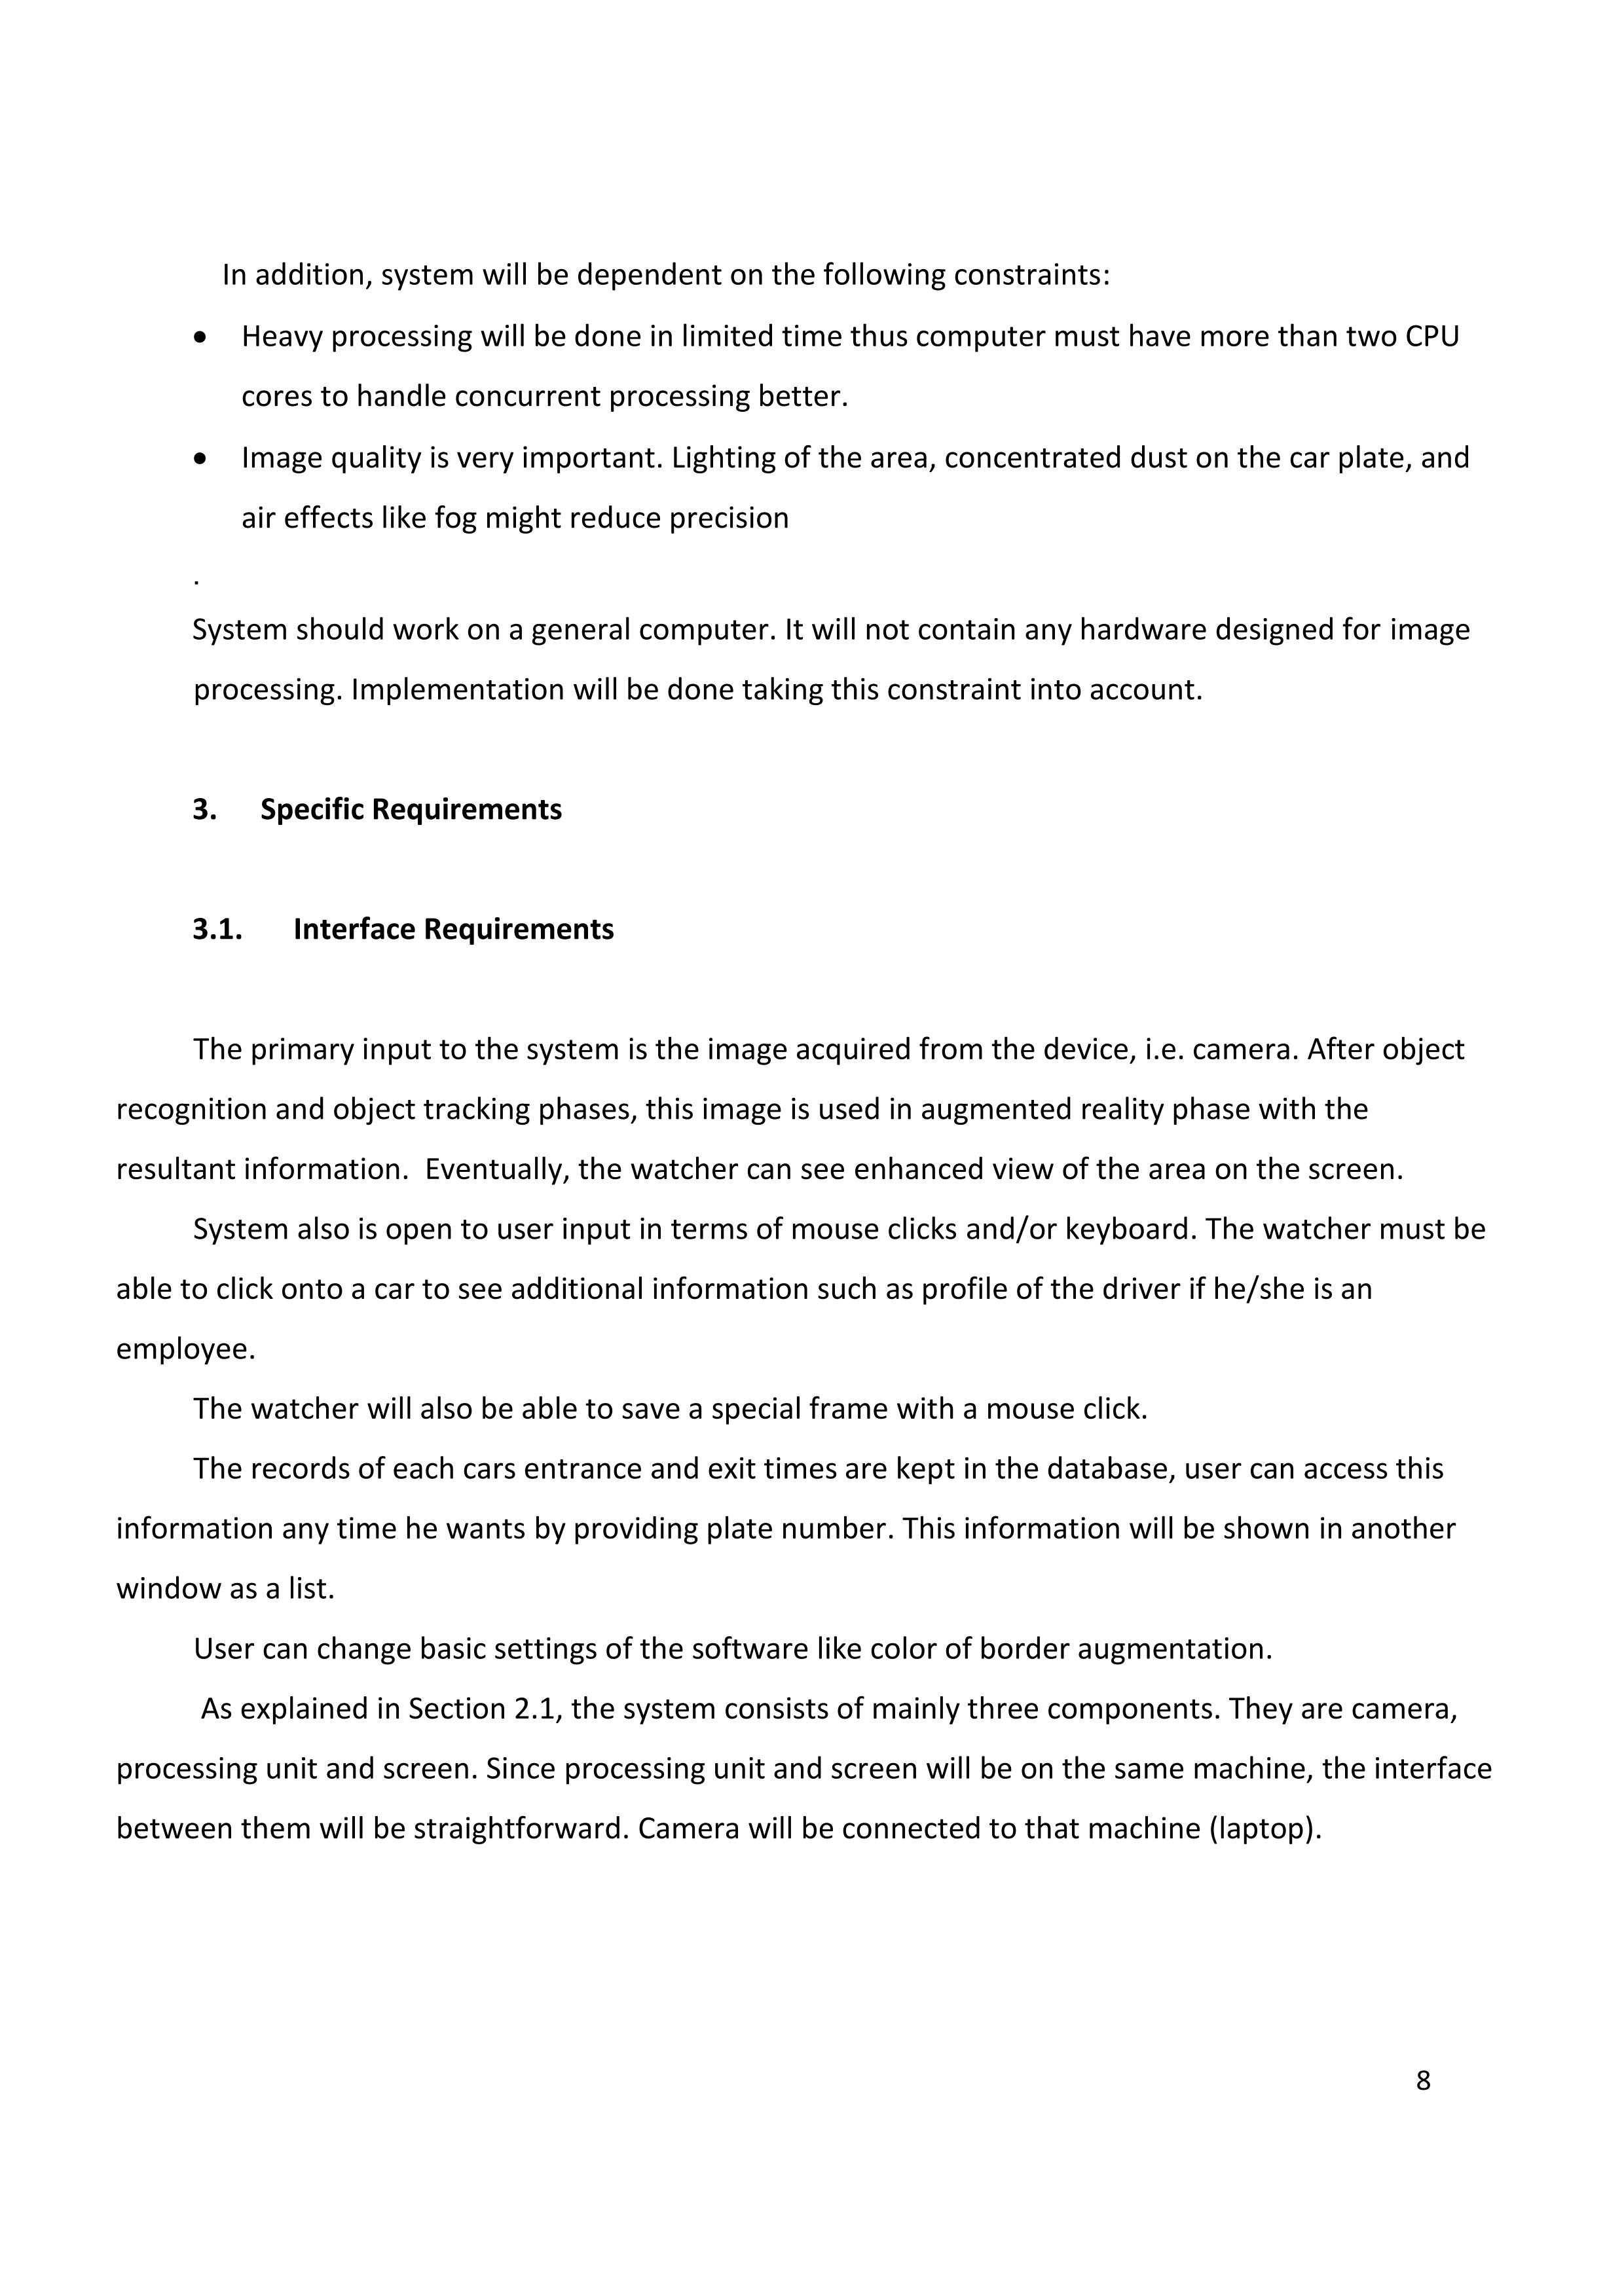 In addition, system will be dependent on the following constraints:
• Heavy processing will be done in limited time thus computer must have more than two CPU
cores to handle concurrent processing better.
• Image quality is very important. Lighting of the area, concentrated dust on the car plate, and
air effects like fog might reduce precision
.
System should work on a general computer. It will not contain any hardware designed for image
processing. Implementation will be done taking this constraint into account.
3. Specific Requirements
3.1. Interface Requirements
The primary input to the system is the image acquired from the device, i.e. camera. After object
recognition and object tracking phases, this image is used in augmented reality phase with the
resultant information.  Eventually, the watcher can see enhanced view of the area on the screen.
System also is open to user input in terms of mouse clicks and/or keyboard. The watcher must be
able to click onto a car to see additional information such as profile of the driver if he/she is an
employee.
The watcher will also be able to save a special frame with a mouse click.
The records of each cars entrance and exit times are kept in the database, user can access this
information any time he wants by providing plate number. This information will be shown in another
window as a list.
User can change basic settings of the software like color of border augmentation.
As explained in Section 2.1, the system consists of mainly three components. They are camera,
processing unit and screen. Since processing unit and screen will be on the same machine, the interface
between them will be straightforward. Camera will be connected to that machine (laptop).
8